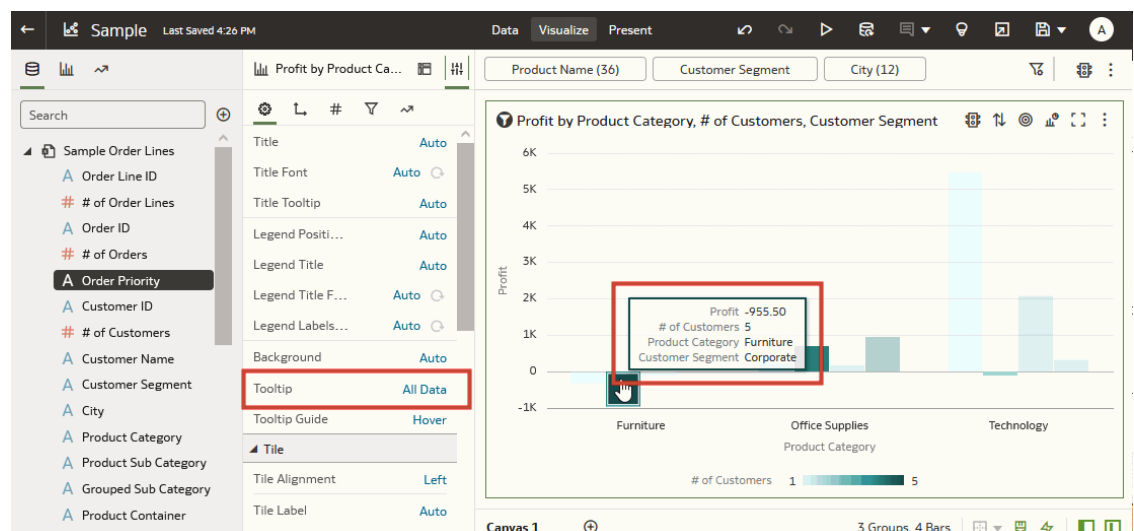 Sample Last Saved 4:26 PM
Data Visualize Present
A
Profit by Product Ca...
Product Name (36)
Customer Segment
City (12)
Search
Sample Order Lines
A Order Line ID
# # of Order Lines
A Order ID
# # of Orders
A Order Priority
A Customer ID
# # of Customers
A Customer Name
A Customer Segment
A City
A Product Category
A Product Sub Category
A Grouped Sub Category
A Product Container
#
Title Auto
Title Font Auto
Title Tooltip Auto
Legend Positi... Auto
Legend Title Auto
Legend Title F... Auto
Legend Labels... Auto
Background Auto
Tooltip All Data
Tooltip Guide Hover
Tile
Tile Alignment Left
Tile Label Auto
Profit by Product Category, # of Customers, Customer Segment
6K
5K
4K
3K
2K
1K
0
-1K
Profit
Profit -955.50
# of Customers 5
Product Category Furniture
Customer Segment Corporate
Furniture Office Supplies Technology
Product Category
# of Customers 1 5
Canvas 1
3 Groups, 4 Bars